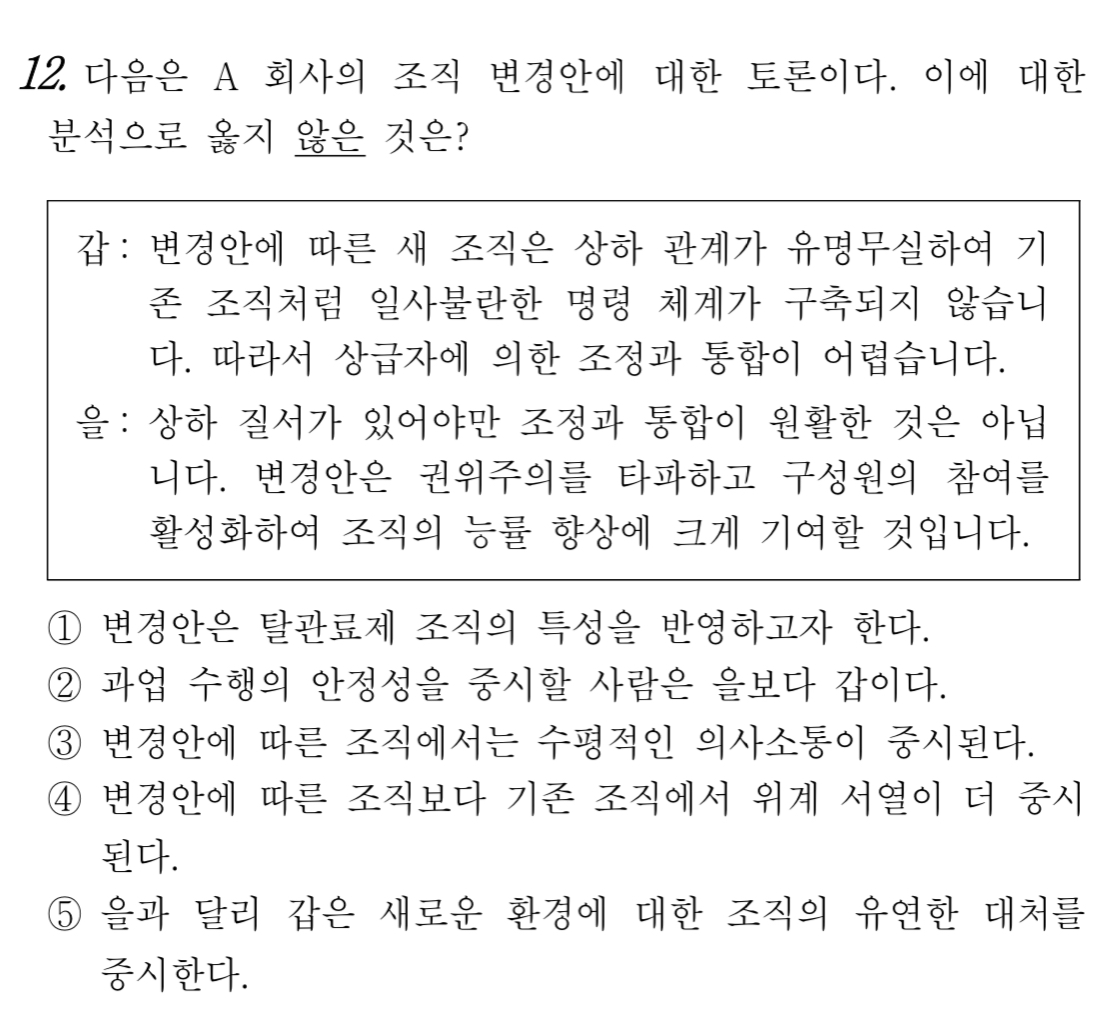 12. 다음은 A 회사의 조직 변경안에 대한 토론이다. 이에 대한
분석으로 옳지 않은 것은?
갑 : 변경안에 따른 새 조직은 상하 관계가 유명무실하여 기
존 조직처럼 일사불란한 명령 체계가 구축되지 않습니
다. 따라서 상급자에 의한 조정과 통합이 어렵습니다.
을 : 상하 질서가 있어야만 조정과 통합이 원활한 것은 아닙
니다. 변경안은 권위주의를 타파하고 구성원의 참여를
활성화하여 조직의 능률 향상에 크게 기여할 것입니다.
① 변경안은 탈관료제 조직의 특성을 반영하고자 한다.
② 과업 수행의 안정성을 중시할 사람은 을보다 갑이다.
③ 변경안에 따른 조직에서는 수평적인 의사소통이 중시된다.
④ 변경안에 따른 조직보다 기존 조직에서 위계 서열이 더 중시
된다.
⑤ 을과 달리 갑은 새로운 환경에 대한 조직의 유연한 대처를
중시한다.